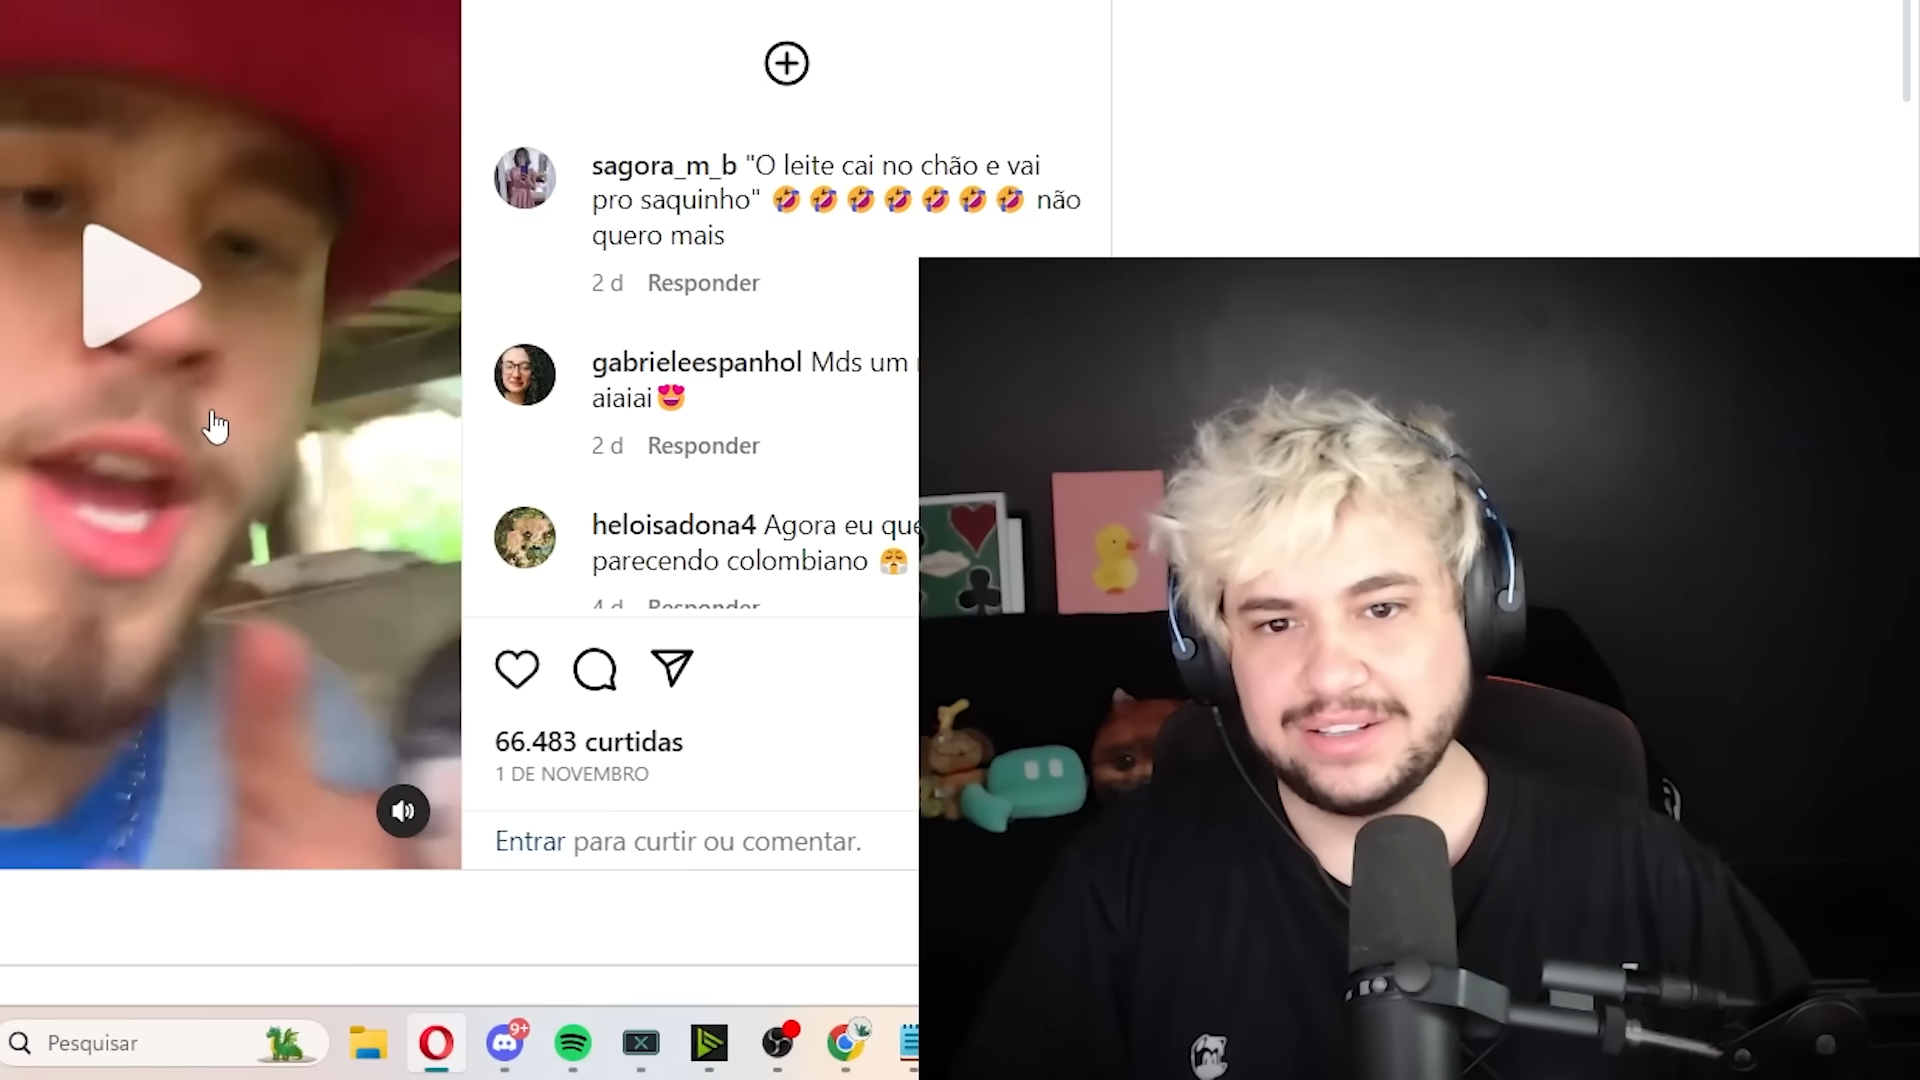 sagora_m_b "O leite cai no chão e vai
pro saquinho" 🤣🤣🤣🤣🤣🤣🤣 não
quero mais
2 d Responder
gabrieleespanhol Mds um
aiaiai😍
2 d Responder
heloisadona4 Agora eu que
parecendo colombiano 😤
4 d Responder
66.483 curtidas
1 DE NOVEMBRO
Entrar para curtir ou comentar.
Pesquisar
9+